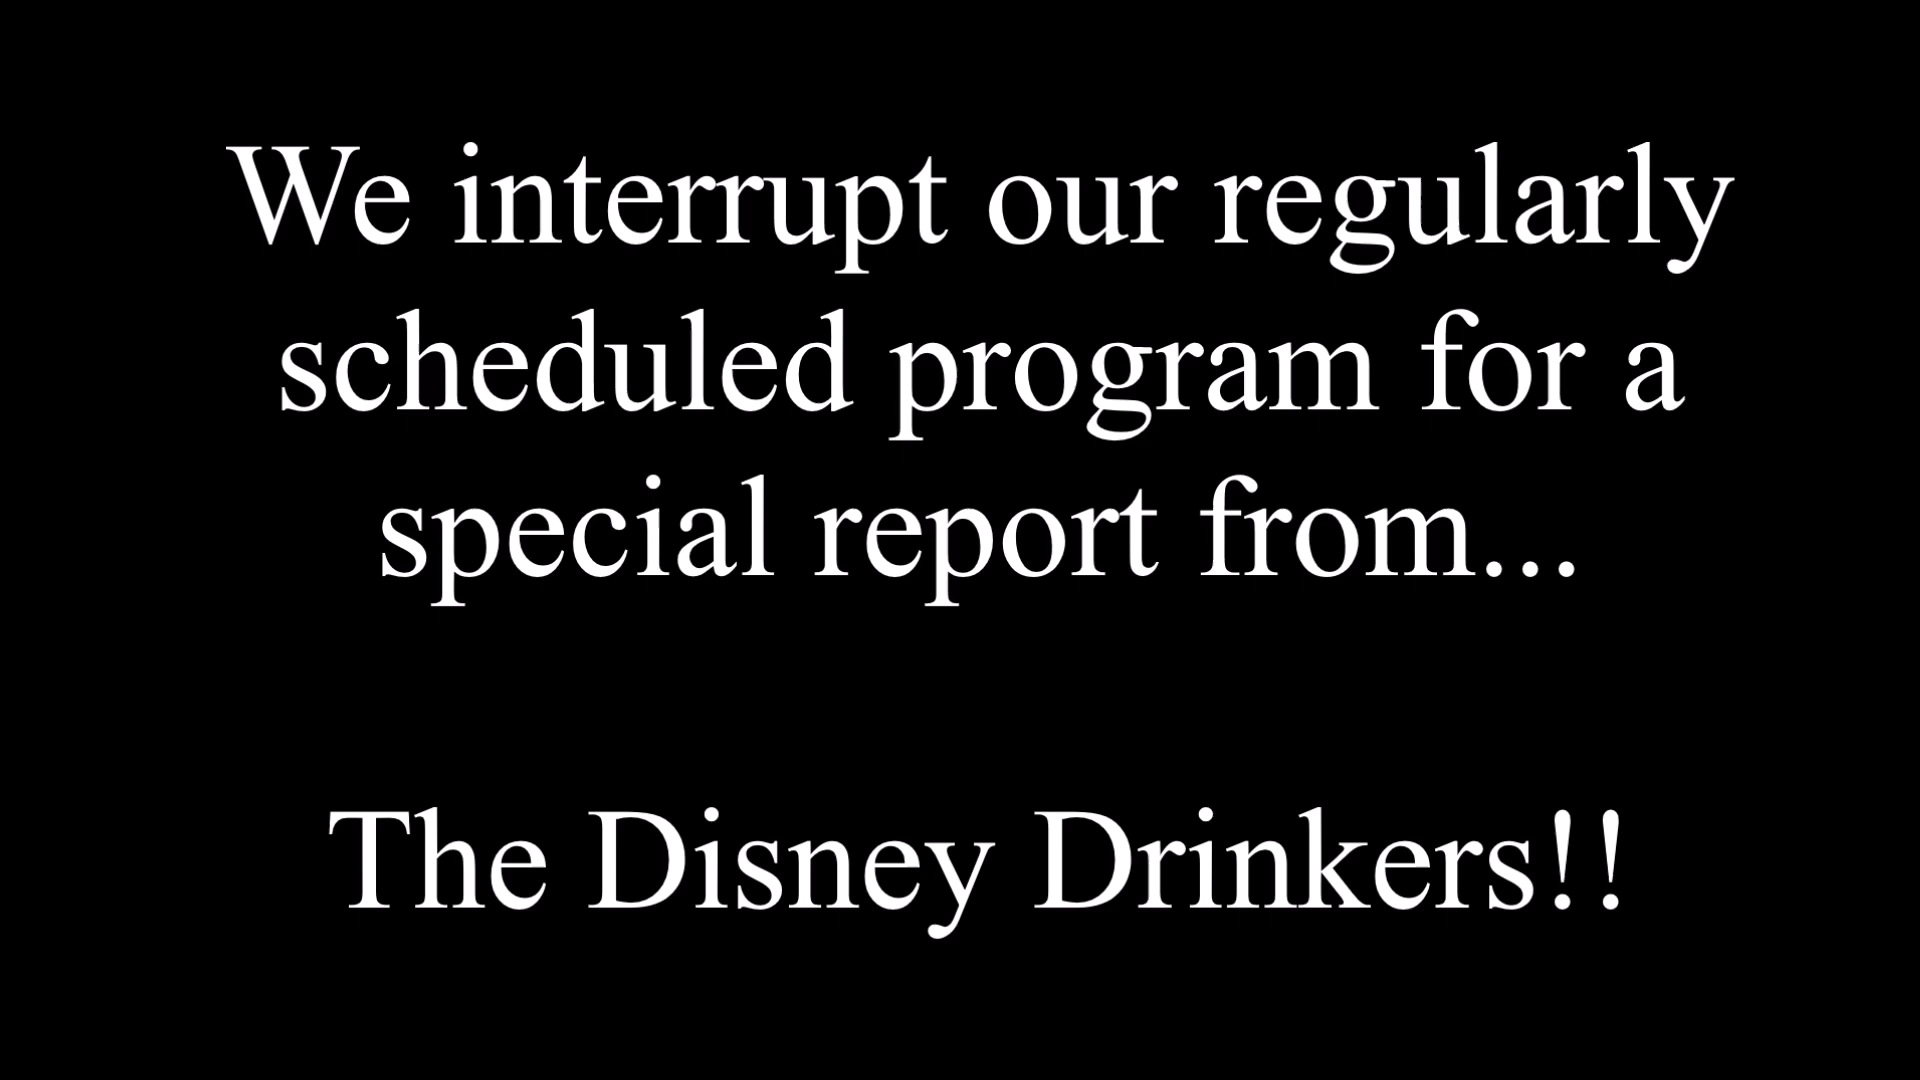 We interrupt our regularly
scheduled program for a
special report from...
The Disney Drinkers!!